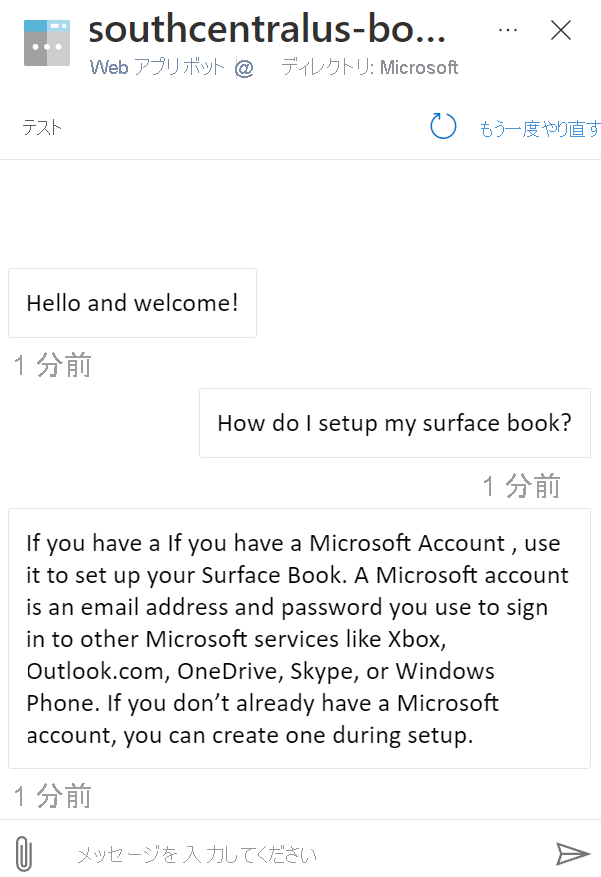 southcentralus-bo...
Web アプリ ボット @ ディレクトリ: Microsoft
テスト もう一度やり直す
Hello and welcome!
1 分前
How do I setup my surface book?
1 分前
If you have a If you have a Microsoft Account , use
it to set up your Surface Book. A Microsoft account
is an email address and password you use to sign
in to other Microsoft services like Xbox,
Outlook.com, OneDrive, Skype, or Windows
Phone. If you don’t already have a Microsoft
account, you can create one during setup.
1 分前
メッセージを入力してください